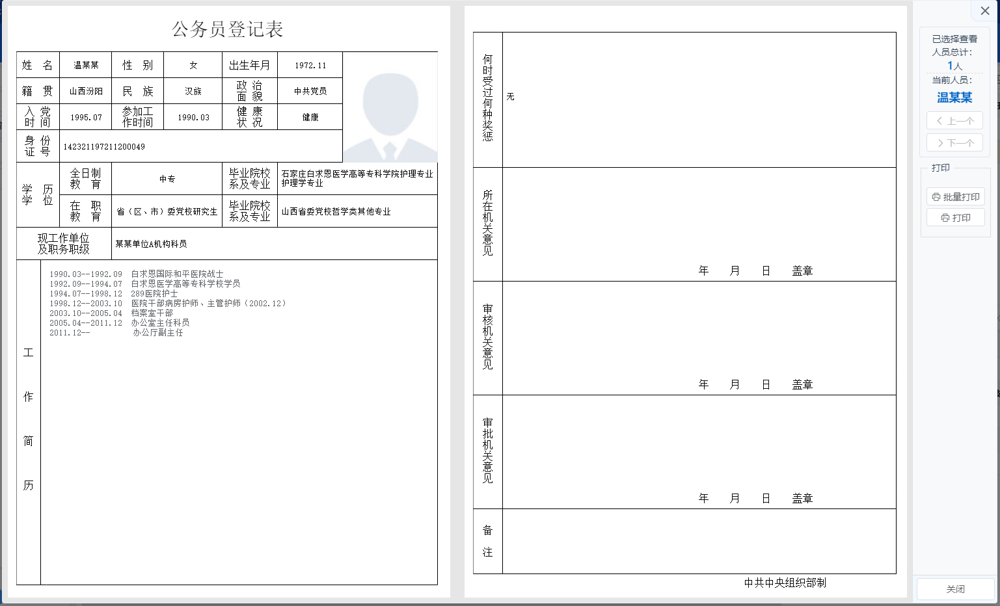 公务员登记表
姓 名 温某某 性 别 女 出生年月 1972.11
籍 贯 山西汾阳 民 族 汉族 政治面貌 中共党员
入党时间 1995.07 参加工作时间 1990.03 健康状况 健康
身份证号 142321197211200049
学历学位
全日制教育 中专 毕业院校系及专业 石家庄白求恩医学高等专科学院护理专业
护理学专业
在职教育 省（区、市）委党校研究生 毕业院校系及专业 山西省委党校哲学类其他专业
现工作单位及职务职级 某某单位A机构科员
工作简历
1990.03--1992.09 白求恩国际和平医院战士
1992.09--1994.07 白求恩医学高等专科学校学员
1994.07--1998.12 289医院护士
1998.12--2003.10 医院干部病房护师、主管护师（2002.12）
2003.10--2005.04 档案室干部
2005.04--2011.12 办公室主任科员
2011.12-- 办公厅副主任
何时受过何种奖惩
无
所在机关意见
年 月 日 盖章
审核机关意见
年 月 日 盖章
审批机关意见
年 月 日 盖章
备注
中共中央组织部制
已选择查看
人员总计：
1人
当前人员：
温某某
上一个
下一个
打印
批量打印
打印
关闭